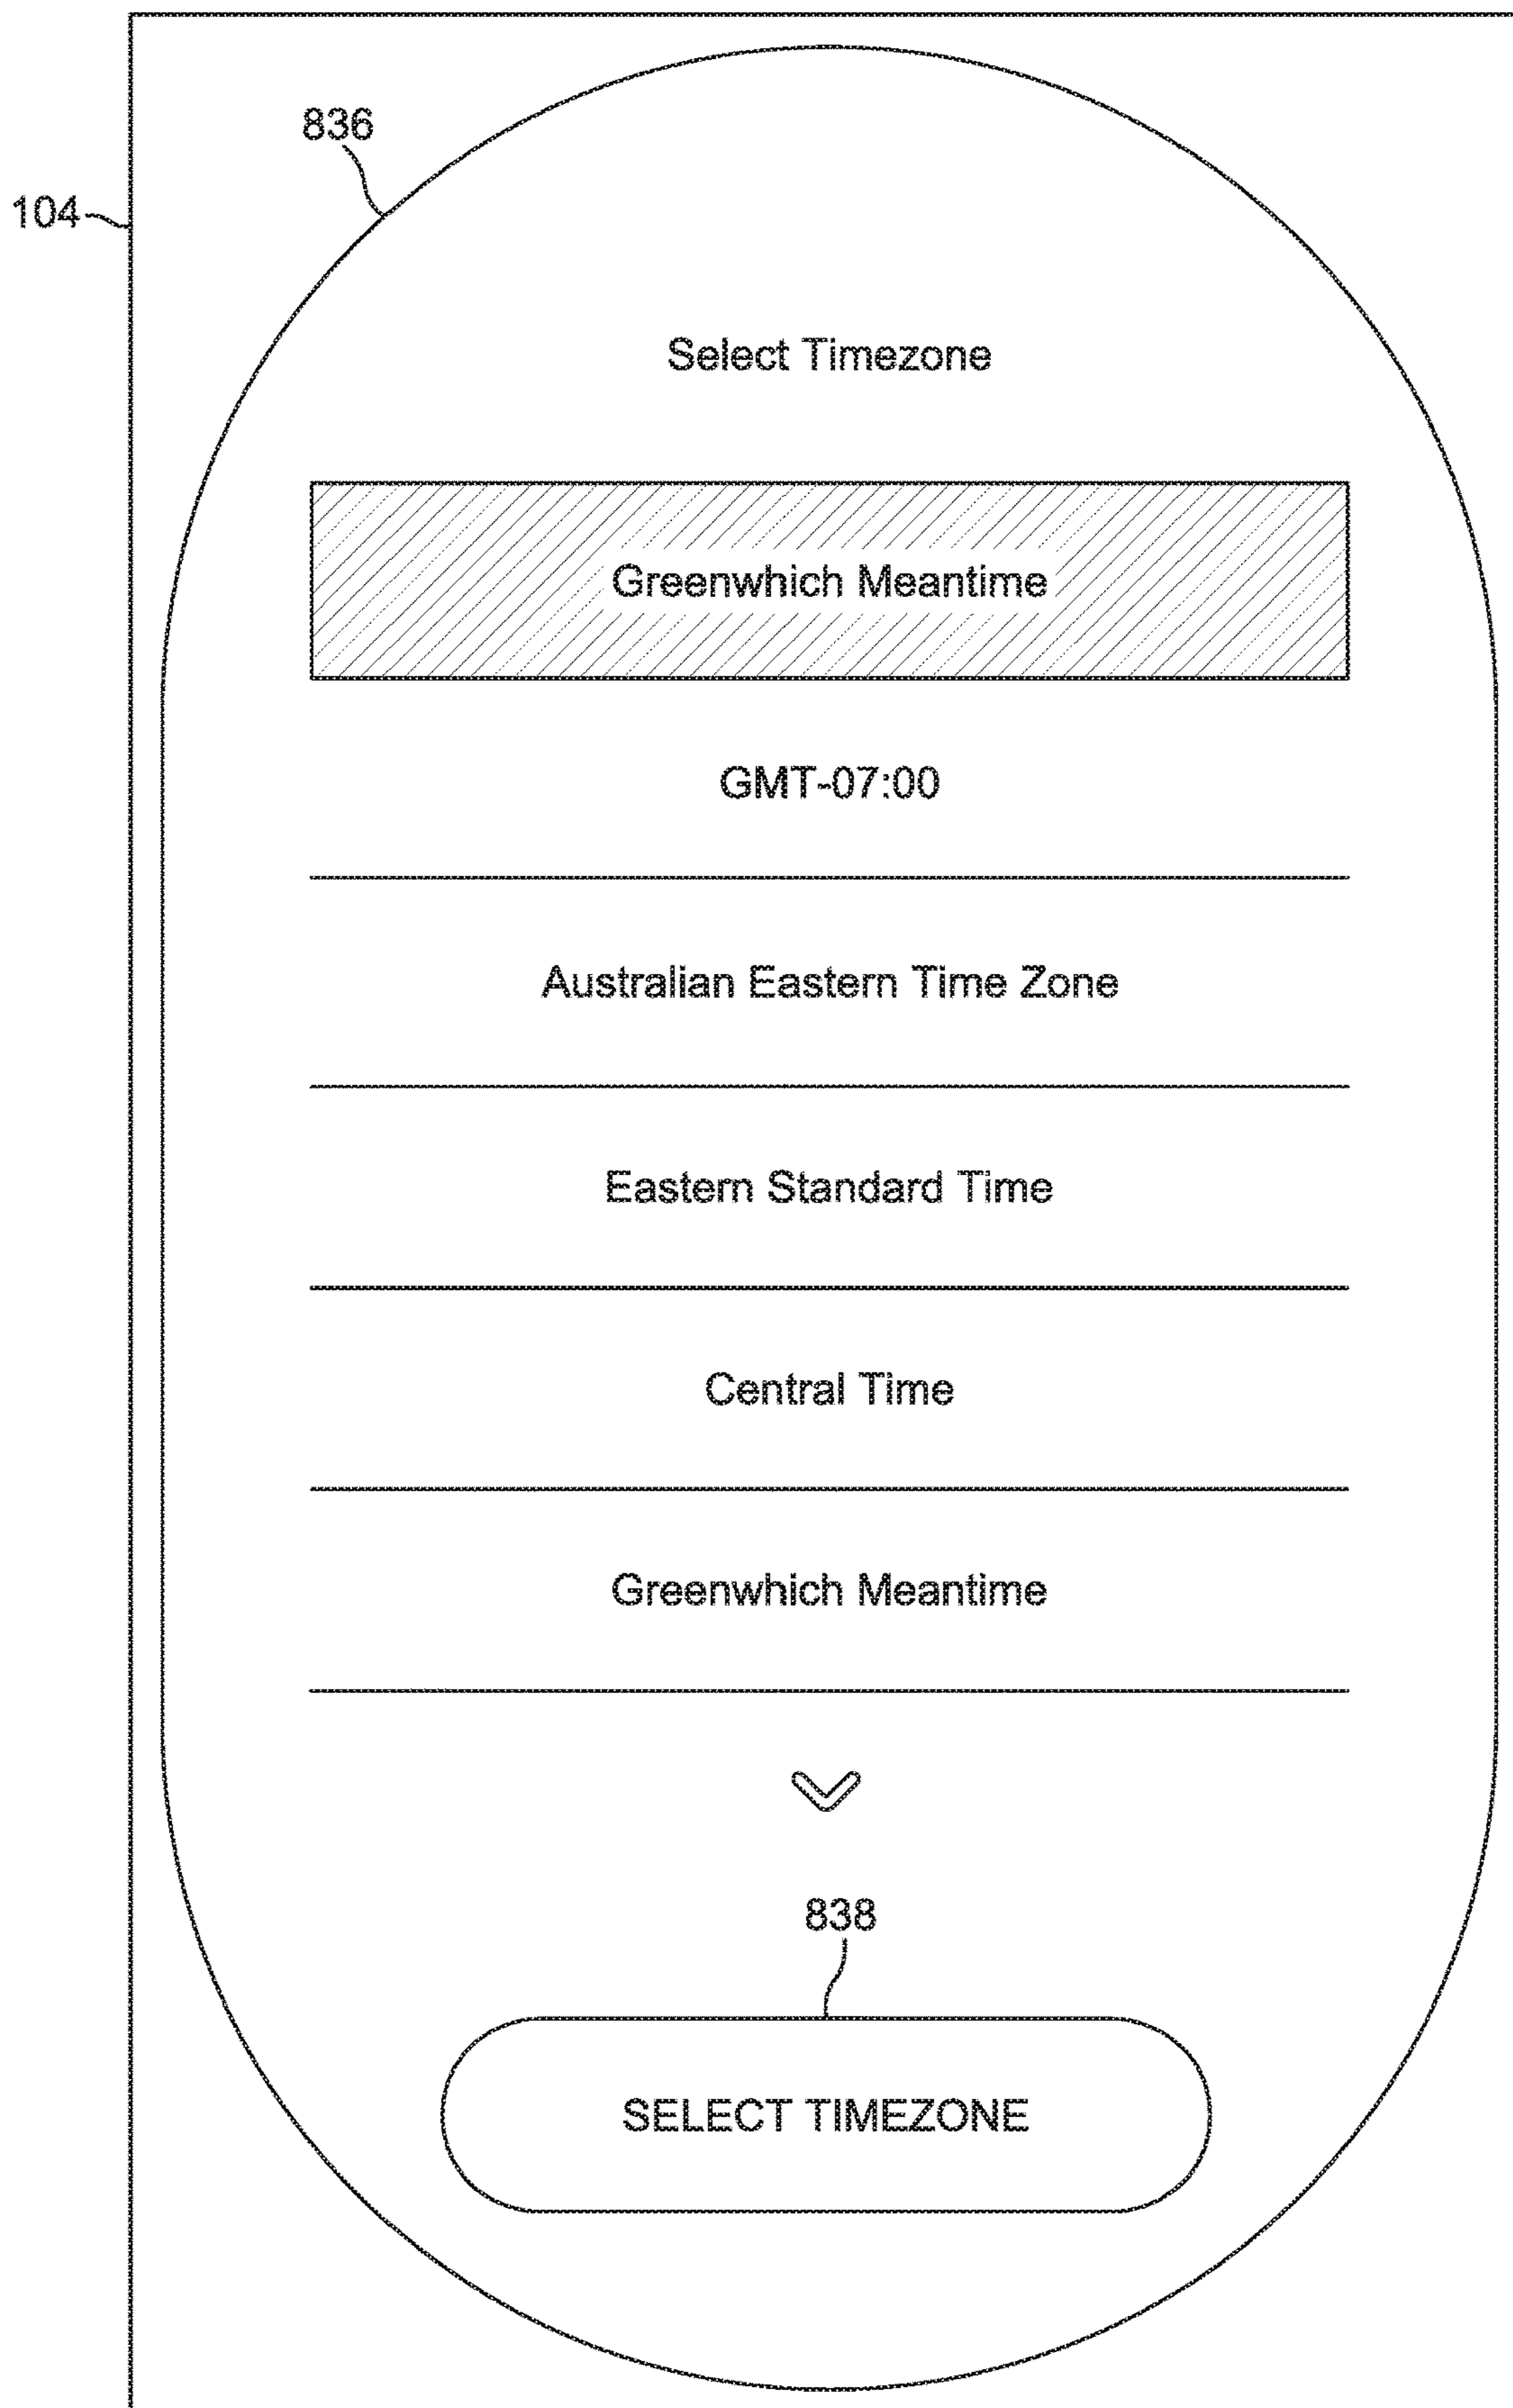 836
104
Select Timezone
Greenwhich Meantime
GMT-07:00
Australian Eastern Time Zone
Eastern Standard Time
Central Time
Greenwhich Meantime
838
SELECT TIMEZONE